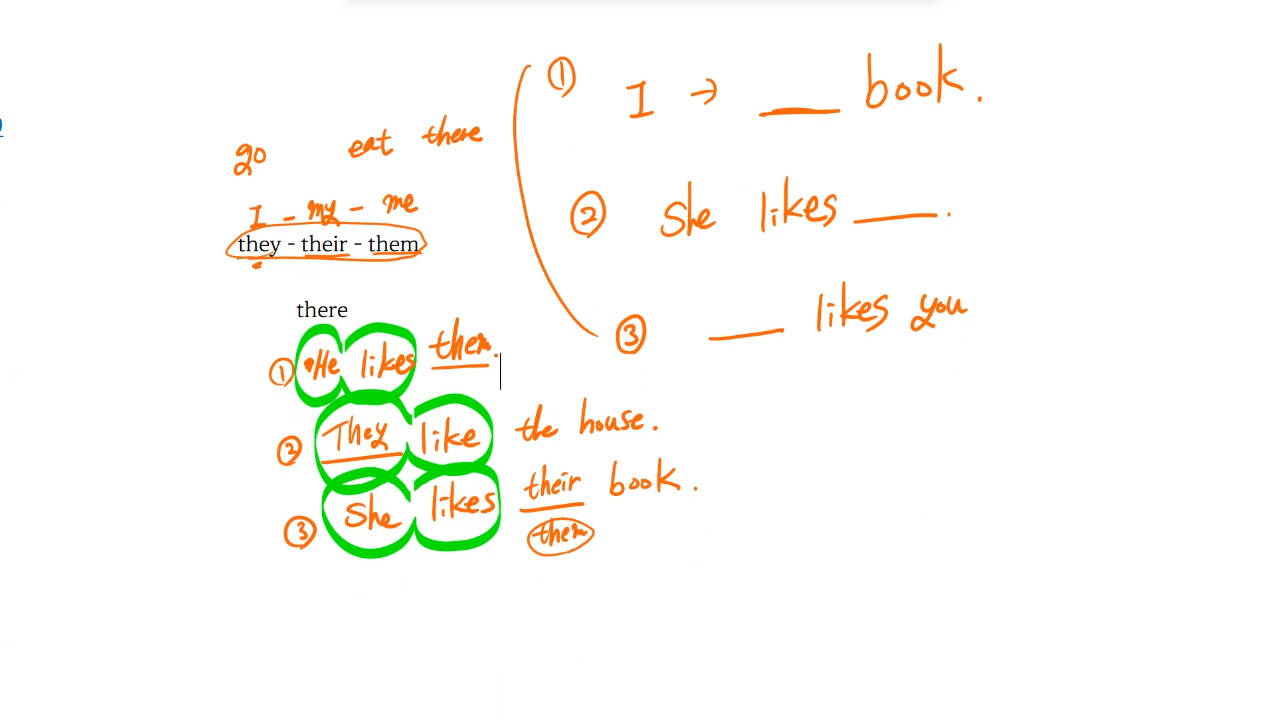 go eat there
I - my - me
they - their - them
there
① He likes them.
② They like the house.
③ She likes their book.
them
① I → ___ book.
② She likes ___.
③ ___ likes you